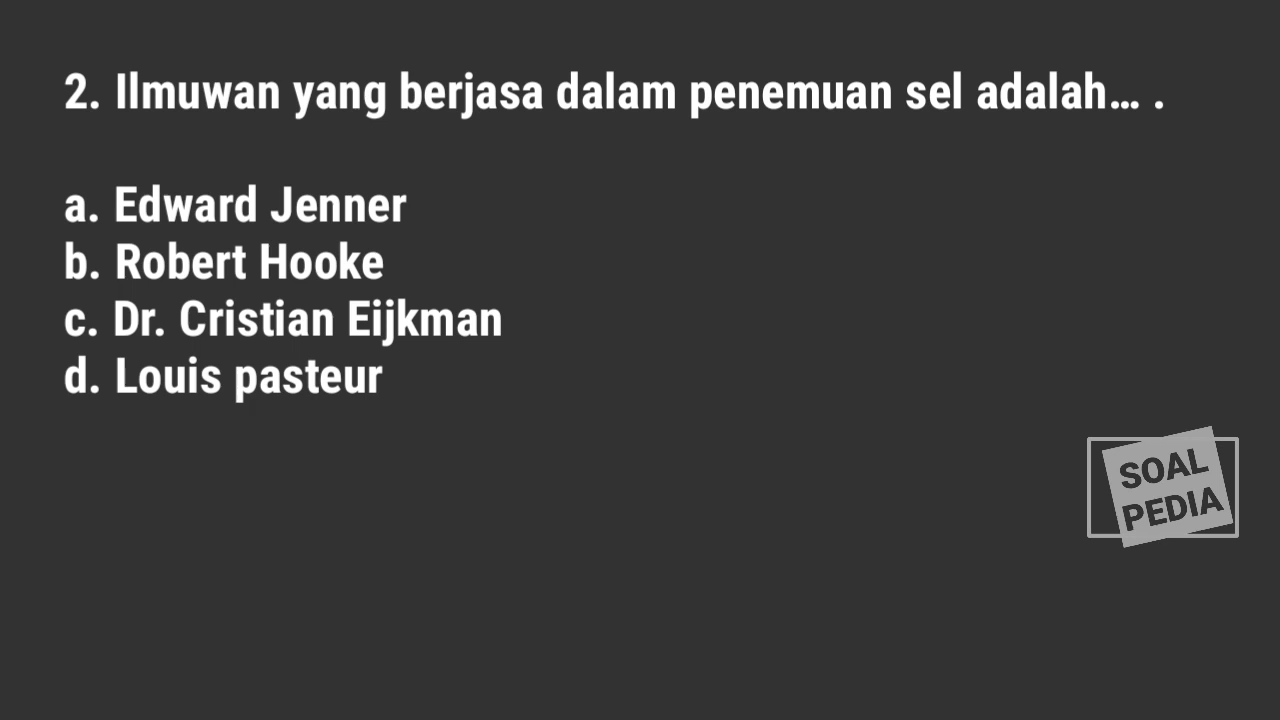 2. Ilmuwan yang berjasa dalam penemuan sel adalah... .
a. Edward Jenner
b. Robert Hooke
c. Dr. Cristian Eijkman
d. Louis pasteur
SOAL
PEDIA